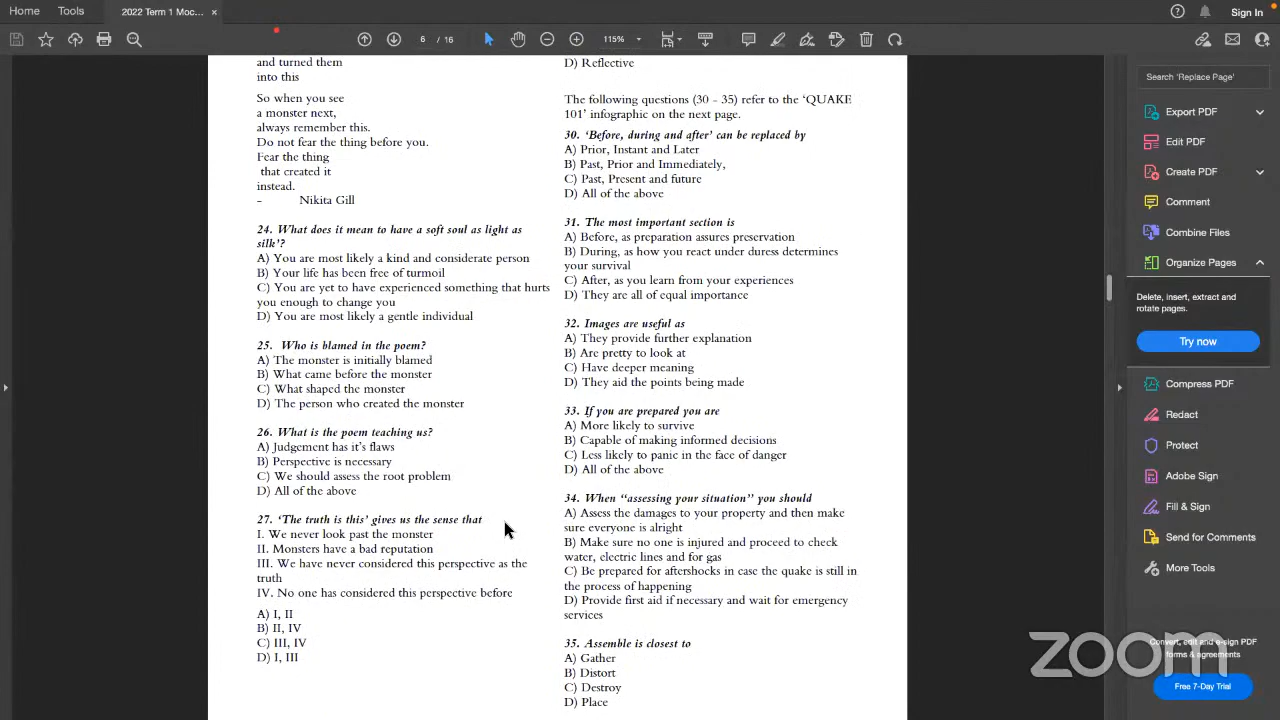 Home
Tools
2022 Term 1 Moc...
Sign In
6 / 16
115%
and turned them
into this
So when you see
a monster next,
always remember this.
Do not fear the thing before you.
Fear the thing
that created it
instead.
– Nikita Gill
24. What does it mean to have a soft soul as light as
silk'?
A) You are most likely a kind and considerate person
B) Your life has been free of turmoil
C) You are yet to have experienced something that hurts
you enough to change you
D) You are most likely a gentle individual
25. Who is blamed in the poem?
A) The monster is initially blamed
B) What came before the monster
C) What shaped the monster
D) The person who created the monster
26. What is the poem teaching us?
A) Judgement has it's flaws
B) Perspective is necessary
C) We should assess the root problem
D) All of the above
27. 'The truth is this' gives us the sense that
I. We never look past the monster
II. Monsters have a bad reputation
III. We have never considered this perspective as the
truth
IV. No one has considered this perspective before
A) I, II
B) II, IV
C) III, IV
D) I, III
D) Reflective
The following questions (30 - 35) refer to the 'QUAKE
101' infographic on the next page.
30. 'Before, during and after' can be replaced by
A) Prior, Instant and Later
B) Past, Prior and Immediately,
C) Past, Present and future
D) All of the above
31. The most important section is
A) Before, as preparation assures preservation
B) During, as how you react under duress determines
your survival
C) After, as you learn from your experiences
D) They are all of equal importance
32. Images are useful as
A) They provide further explanation
B) Are pretty to look at
C) Have deeper meaning
D) They aid the points being made
33. If you are prepared you are
A) More likely to survive
B) Capable of making informed decisions
C) Less likely to panic in the face of danger
D) All of the above
34. When “assessing your situation” you should
A) Assess the damages to your property and then make
sure everyone is alright
B) Make sure no one is injured and proceed to check
water, electric lines and for gas
C) Be prepared for aftershocks in case the quake is still in
the process of happening
D) Provide first aid if necessary and wait for emergency
services
35. Assemble is closest to
A) Gather
B) Distort
C) Destroy
D) Place
Search 'Replace Page'
Export PDF
Edit PDF
Create PDF
Comment
Combine Files
Organize Pages
Delete, insert, extract and
rotate pages.
Try now
Compress PDF
Redact
Protect
Adobe Sign
Fill & Sign
Send for Comments
More Tools
Convert, edit and e-sign PDF
forms & agreements
Free 7-Day Trial
zoom